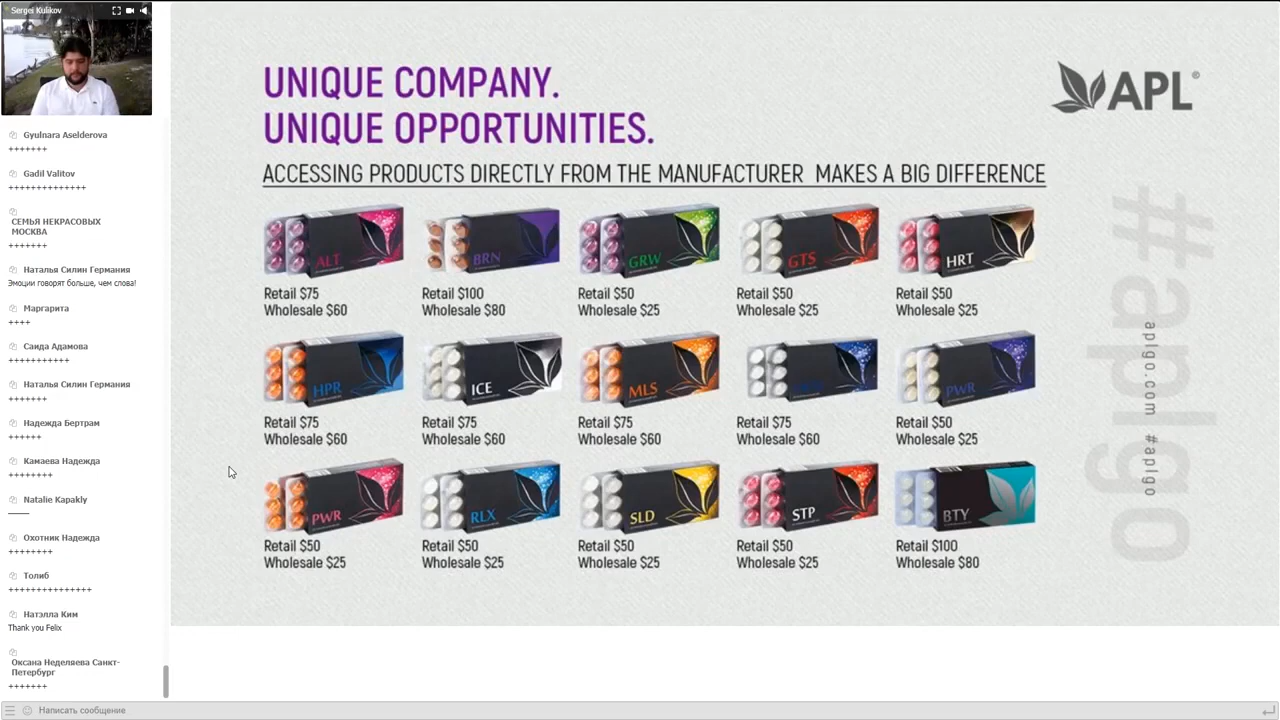 Sergei Kulikov
Gyulnara Aselderova
+++++++
Gadil Valitov
++++++++++++++
СЕМЬЯ НЕКРАСОВЫХ
МОСКВА
+++++++
Наталья Силин Германия
Эмоции говорят больше, чем слова!
Маргарита
++++
Саида Адамова
+++++++++++
Наталья Силин Германия
+++++++
Надежда Бертрам
++++++
Камаева Надежда
++++++++
Natalie Kapakly
Охотник Надежда
++++++++
Толиб
+++++++++++++++
Натэлла Ким
Thank you Felix
Оксана Неделяева Санкт-
Петербург
+++++++
Написать сообщение
UNIQUE COMPANY.
UNIQUE OPPORTUNITIES.
APL®
ACCESSING PRODUCTS DIRECTLY FROM THE MANUFACTURER MAKES A BIG DIFFERENCE
ALT
Retail $75
Wholesale $60
BRN
Retail $100
Wholesale $80
GRW
Retail $50
Wholesale $25
GTS
Retail $50
Wholesale $25
HRT
Retail $50
Wholesale $25
HPR
Retail $75
Wholesale $60
ICE
Retail $75
Wholesale $60
MLS
Retail $75
Wholesale $60
Retail $75
Wholesale $60
PWR
Retail $50
Wholesale $25
PWR
Retail $50
Wholesale $25
RLX
Retail $50
Wholesale $25
SLD
Retail $50
Wholesale $25
STP
Retail $50
Wholesale $25
BTY
Retail $100
Wholesale $80
#aplgo
aplgo.com #aplgo